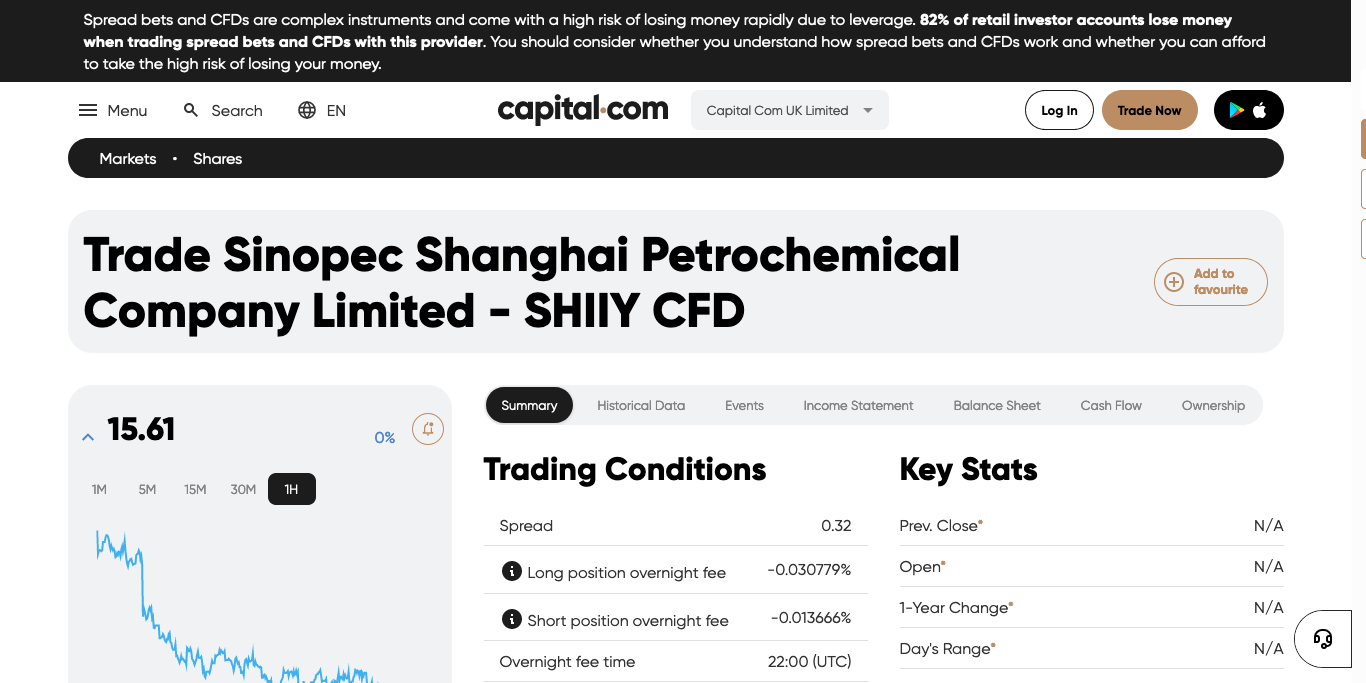 Spread bets and CFDs are complex instruments and come with a high risk of losing money rapidly due to leverage. 82% of retail investor accounts lose money
when trading spread bets and CFDs with this provider. You should consider whether you understand how spread bets and CFDs work and whether you can afford
to take the high risk of losing your money.
Menu
Search
EN
capital.com
Capital Com UK Limited
Log In
Trade Now
Markets • Shares
Trade Sinopec Shanghai Petrochemical
Company Limited - SHIIY CFD
Add to
favourite
15.61
0%
1M 5M 15M 30M 1H
Summary Historical Data Events Income Statement Balance Sheet Cash Flow Ownership
Trading Conditions
Spread 0.32
Long position overnight fee -0.030779%
Short position overnight fee -0.013666%
Overnight fee time 22:00 (UTC)
Key Stats
Prev. Close* N/A
Open* N/A
1-Year Change* N/A
Day's Range* N/A